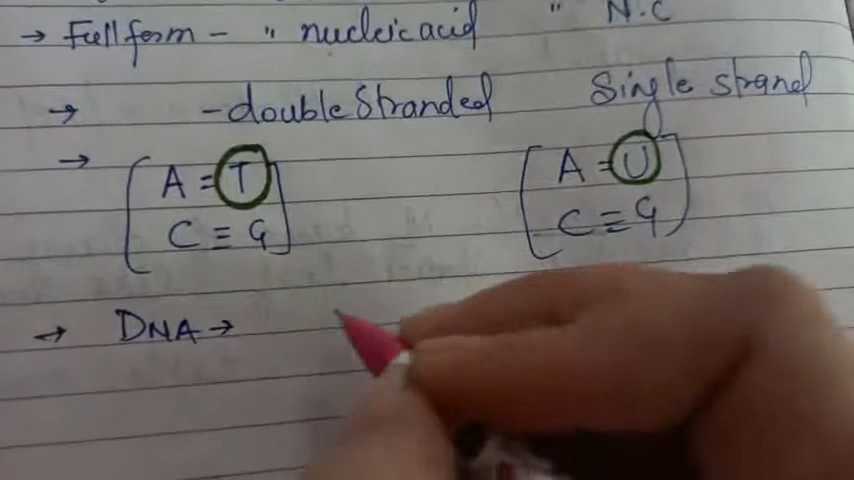 → Full form - " nucleic acid " N.C
→ - double Stranded Single strand
→ A = T A = U
C ≡ G C ≡ G
→ DNA →